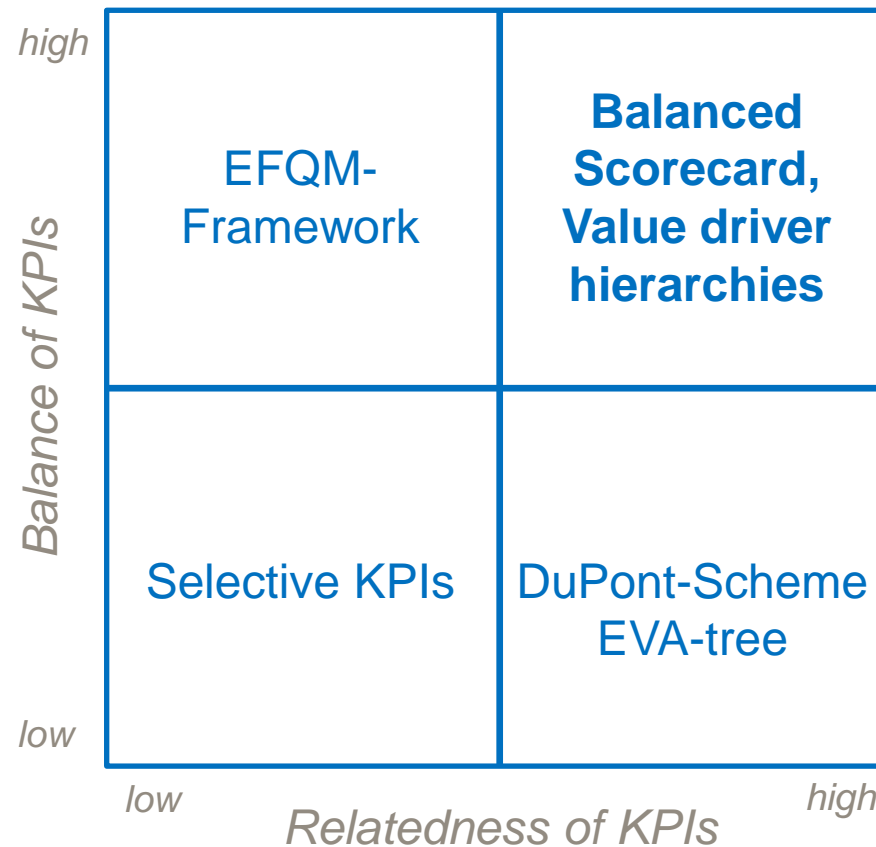 high
Balance of KPIs
EFQM-
Framework
Balanced
Scorecard,
Value driver
hierarchies
Selective KPIs
DuPont-Scheme
EVA-tree
low
low
high
Relatedness of KPIs